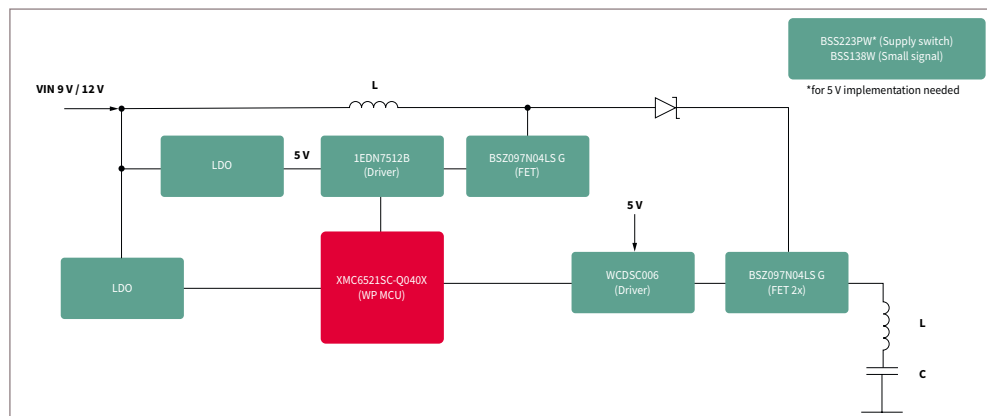 BSS223PW* (Supply switch)
BSS138W (Small signal)
*for 5 V implementation needed
VIN 9 V / 12 V
L
LDO
5 V
1EDN7512B
(Driver)
BSZ097N04LS G
(FET)
5 V
LDO
XMC6521SC-Q040X
(WP MCU)
WCDSC006
(Driver)
BSZ097N04LS G
(FET 2x)
L
C